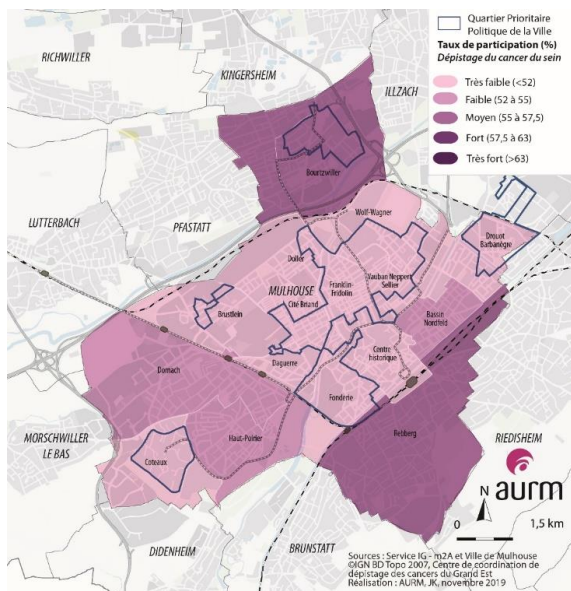 Quartier Prioritaire
Politique de la Ville
Taux de participation (%)
Dépistage du cancer du sein
Très faible (<52)
Faible (52 à 55)
Moyen (55 à 57,5)
Fort (57,5 à 63)
Très fort (>63)
RICHWILLER
KINGERSHEIM
ILLZACH
Bourtzwiller
LUTTERBACH
PFASTATT
Wolf-Wagner
Drouot
Barbanègre
Doller
Vauban Neppert
Sellier
Franklin-
Fridolin
MULHOUSE
Cité Briand
Brustlein
Bassin
Nordfeld
Centre
historique
Daguerre
Dornach
Fonderie
Haut-Poirier
Rebberg
MORSCHWILLER
LE BAS
Coteaux
RIEDISHEIM
aurm
N
0
1,5 km
DIDENHEIM
BRUNSTATT
Sources : Service IG - m2A et Ville de Mulhouse
©IGN BD Topo 2007, Centre de coordination de
dépistage des cancers du Grand Est
Réalisation : AURM, JK, novembre 2019